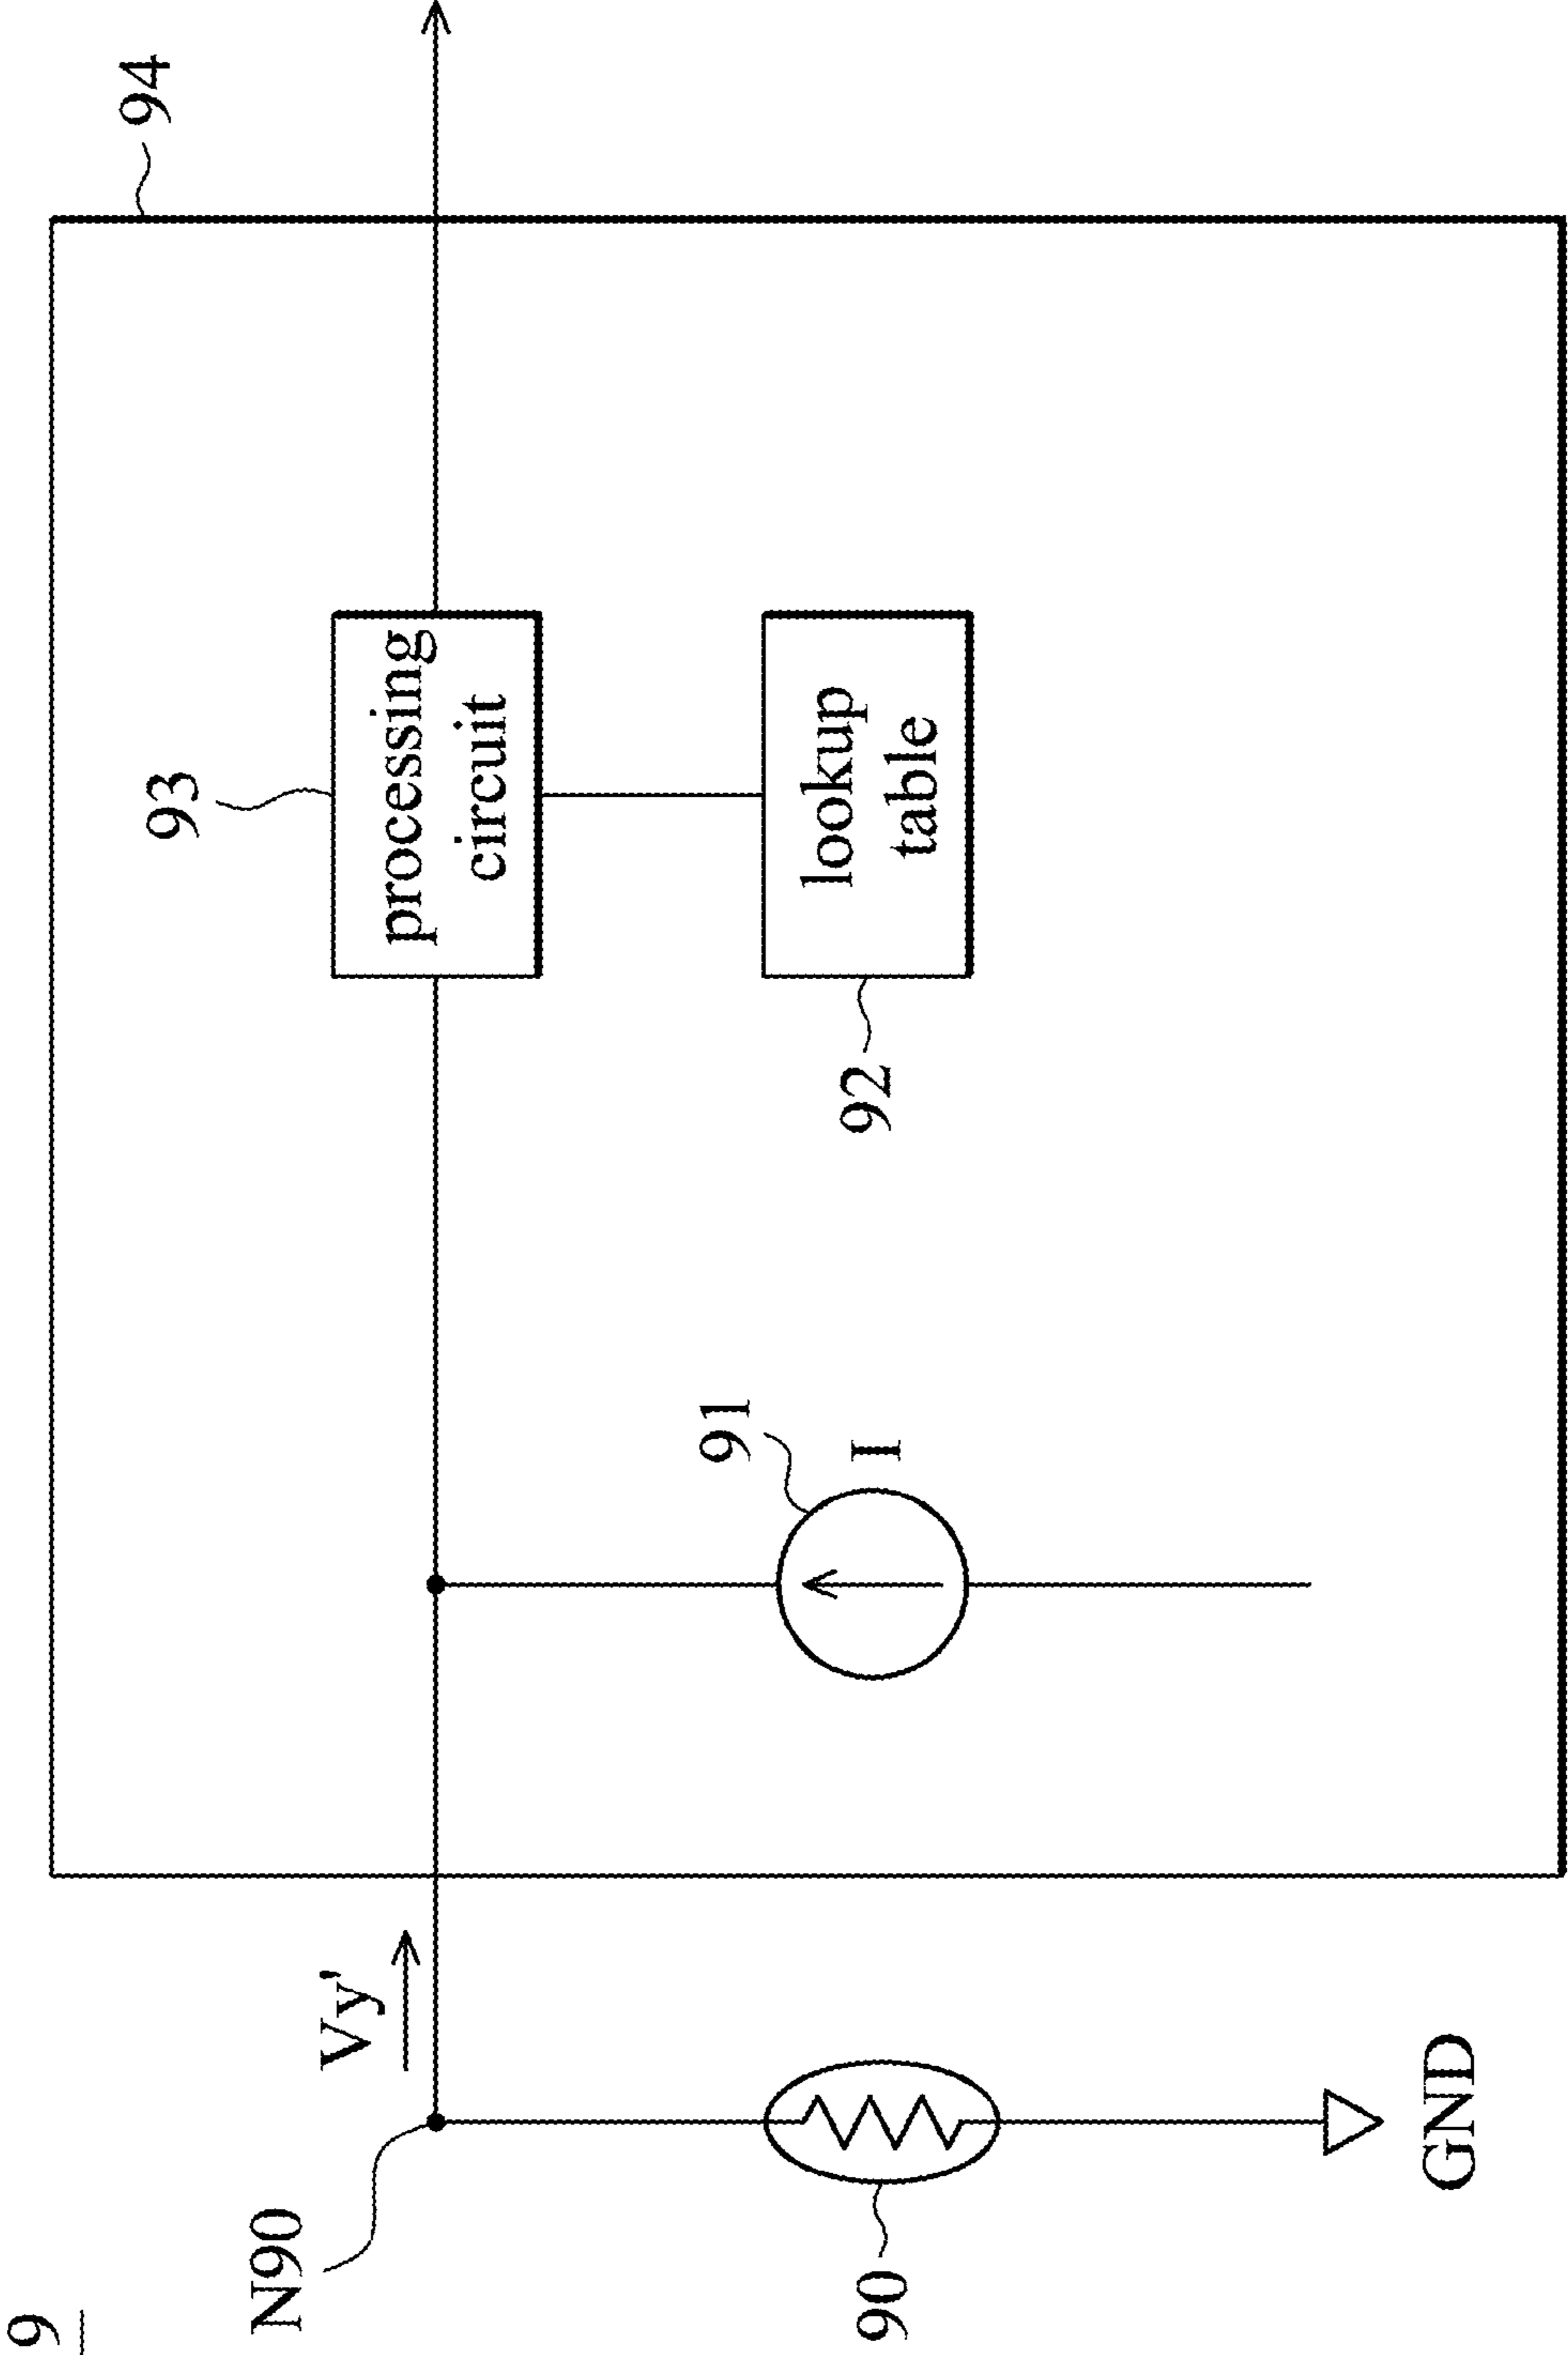 9
94
93
processing
circuit
Vy'
N90
91
I
lookup
table
92
90
GND